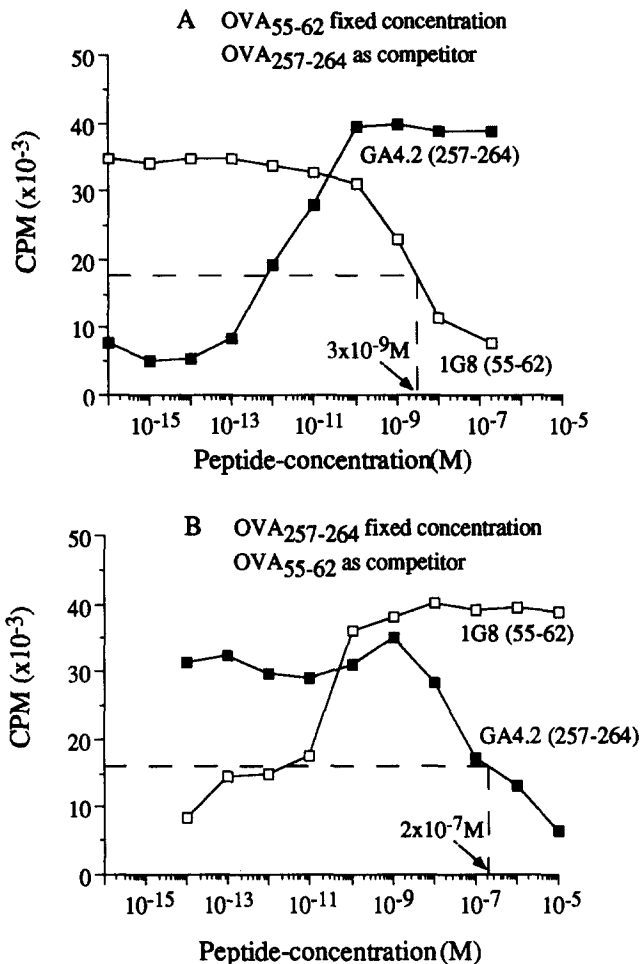 A OVA55-62 fixed concentration
OVA257-264 as competitor
50
40
30
20
10
0
CPM (x10-3)
GA4.2 (257-264)
3x10-9M
1G8 (55-62)
10-15 10-13 10-11 10-9 10-7 10-5
Peptide-concentration(M)
B OVA257-264 fixed concentration
OVA55-62 as competitor
50
40
30
20
10
0
CPM (x10-3)
1G8 (55-62)
GA4.2 (257-264)
2x10-7M
10-15 10-13 10-11 10-9 10-7 10-5
Peptide-concentration (M)